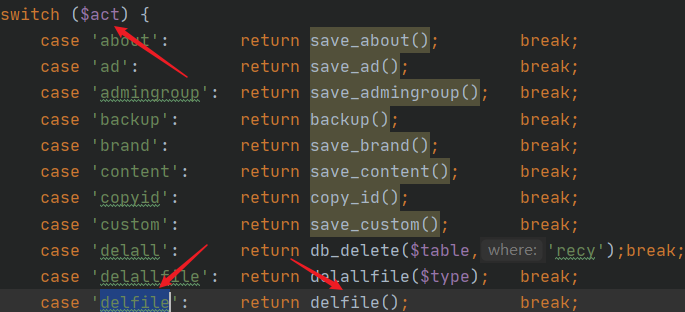 switch ($act) {
case 'about': return save_about(); break;
case 'ad': return save_ad(); break;
case 'admingroup': return save_admingroup(); break;
case 'backup': return backup(); break;
case 'brand': return save_brand(); break;
case 'content': return save_content(); break;
case 'copyid': return copy_id(); break;
case 'custom': return save_custom(); break;
case 'delall': return db_delete($table, where: 'recy');break;
case 'delallfile': return delallfile($type); break;
case 'delfile': return delfile(); break;